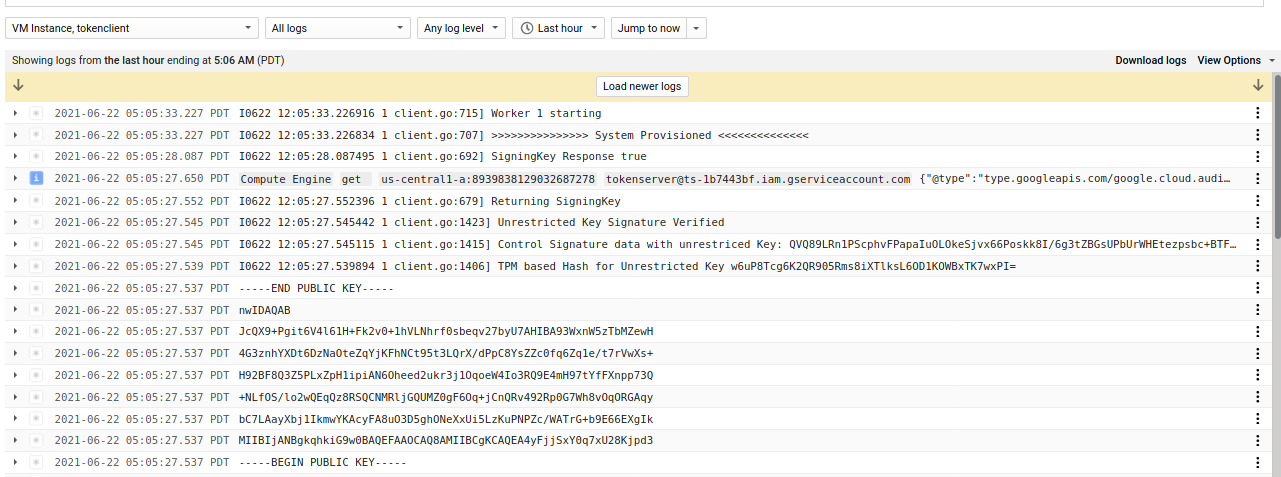 VM Instance, tokenclient All logs Any log level Last hour Jump to now
Showing logs from the last hour ending at 5:06 AM (PDT) Download logs View Options
Load newer logs
2021-06-22 05:05:33.227 PDT I0622 12:05:33.226916 1 client.go:715] Worker 1 starting
2021-06-22 05:05:33.227 PDT I0622 12:05:33.226834 1 client.go:707] >>>>>>>>>>>>>>> System Provisioned <<<<<<<<<<<<<<
2021-06-22 05:05:28.087 PDT I0622 12:05:28.087495 1 client.go:692] SigningKey Response true
i 2021-06-22 05:05:27.650 PDT Compute Engine get us-central1-a:8939838129032687278 tokenserver@ts-1b7443bf.iam.gserviceaccount.com {"@type":"type.googleapis.com/google.cloud.audi…
2021-06-22 05:05:27.552 PDT I0622 12:05:27.552396 1 client.go:679] Returning SigningKey
2021-06-22 05:05:27.545 PDT I0622 12:05:27.545442 1 client.go:1423] Unrestricted Key Signature Verified
2021-06-22 05:05:27.545 PDT I0622 12:05:27.545115 1 client.go:1415] Control Signature data with unrestriced Key: QVQ89LRn1PScphvFPapaIuOLOkeSjvx66Poskk8I/6g3tZBGsUPbUrWHEtezpsbc+BTF…
2021-06-22 05:05:27.539 PDT I0622 12:05:27.539894 1 client.go:1406] TPM based Hash for Unrestricted Key w6uP8Tcg6K2QR905Rms8iXTlksL6OD1KOWBxTK7wxPI=
2021-06-22 05:05:27.537 PDT -----END PUBLIC KEY-----
2021-06-22 05:05:27.537 PDT nwIDAQAB
2021-06-22 05:05:27.537 PDT JcQX9+Pgit6V4l61H+Fk2v0+1hVLNhrf0sbeqv27byU7AHIBA93WxnW5zTbMZewH
2021-06-22 05:05:27.537 PDT 4G3znhYXDt6DzNaOteZqYjKFhNCt95t3LQrX/dPpC8YsZZc0fq6Zq1e/t7rVwXs+
2021-06-22 05:05:27.537 PDT H92BF8Q3Z5PLxZpH1ipiAN6Oheed2ukr3j1OqoeW4Io3RQ9E4mH97tYfFXnpp73Q
2021-06-22 05:05:27.537 PDT +NLfOS/lo2wQEqQz8RSQCNMRljGQUMZ0gF6Oq+jCnQRv492Rp0G7Wh8vOqORGAqy
2021-06-22 05:05:27.537 PDT bC7LAayXbj1IkmwYKAcyFA8uO3D5ghONeXxUi5LzKuPNPZc/WATrG+b9E66EXgIk
2021-06-22 05:05:27.537 PDT MIIBIjANBgkqhkiG9w0BAQEFAAOCAQ8AMIIBCgKCAQEA4yFjjSxY0q7xU28Kjpd3
2021-06-22 05:05:27.537 PDT -----BEGIN PUBLIC KEY-----